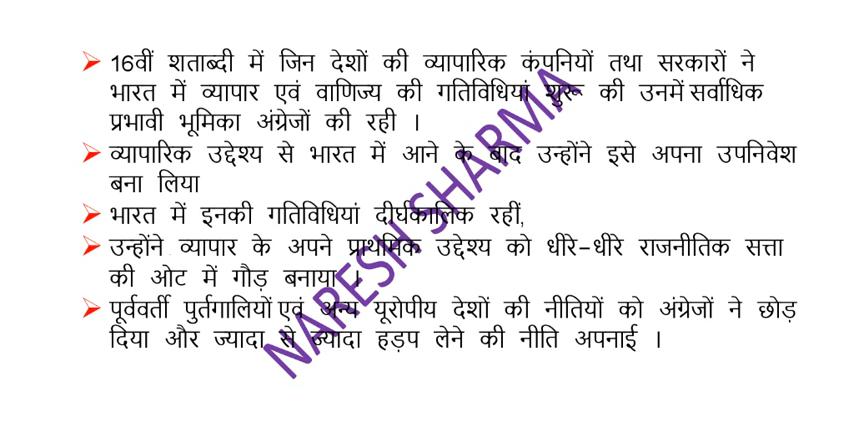 ➢ 16वीं शताब्दी में जिन देशों की व्यापारिक कंपनियों तथा सरकारों ने
भारत में व्यापार एवं वाणिज्य की गतिविधियां शुरू की उनमें सर्वाधिक
प्रभावी भूमिका अंग्रेजों की रही ।
➢ व्यापारिक उद्देश्य से भारत में आने के बाद उन्होंने इसे अपना उपनिवेश
बना लिया
➢ भारत में इनकी गतिविधियां दीर्घकालिक रहीं,
➢ उन्होंने व्यापार के अपने प्राथमिक उद्देश्य को धीरे-धीरे राजनीतिक सत्ता
की ओट में गौड़ बनाया ।
➢ पूर्ववर्ती पुर्तगालियों एवं अन्य यूरोपीय देशों की नीतियों को अंग्रेजों ने छोड़
दिया और ज्यादा से ज्यादा हड़प लेने की नीति अपनाई ।
NARESH SHARMA